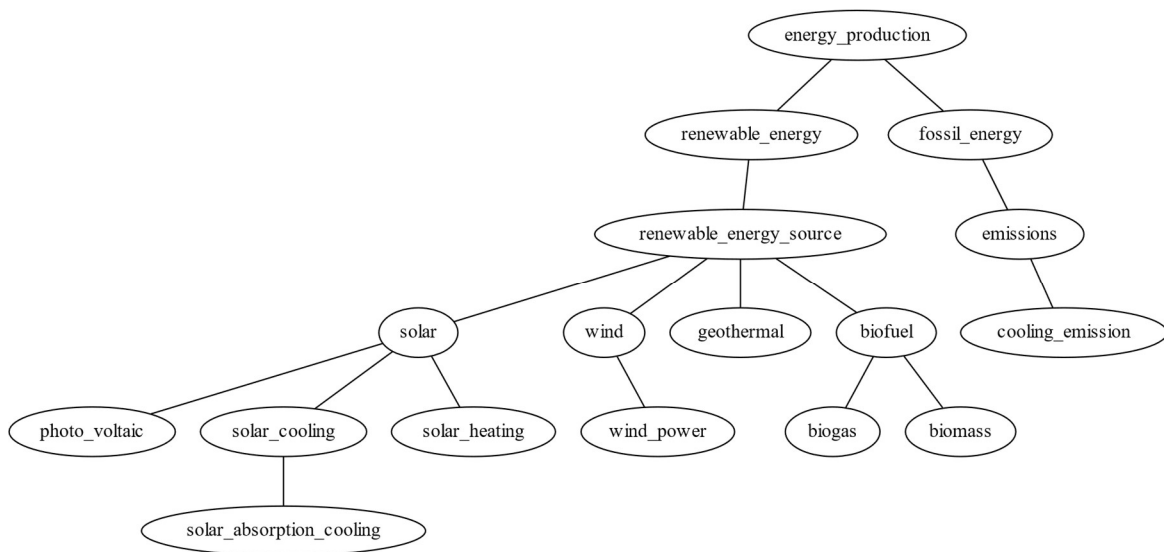 energy_production
renewable_energy
fossil_energy
renewable_energy_source
emissions
solar
wind
geothermal
biofuel
cooling_emission
photo_voltaic
solar_cooling
solar_heating
wind_power
biogas
biomass
solar_absorption_cooling